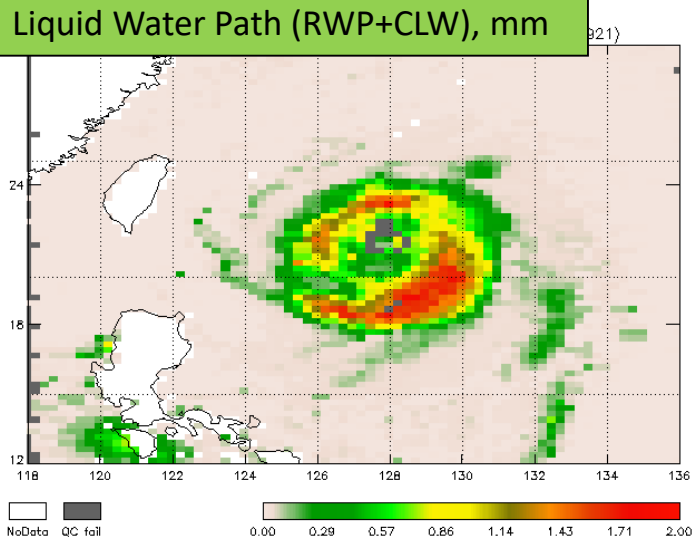 Liquid Water Path (RWP+CLW), mm
921)
24
18
12
118 120 122 124 126 128 130 132 134 136
NoData QC fail
0.00 0.29 0.57 0.86 1.14 1.43 1.71 2.00